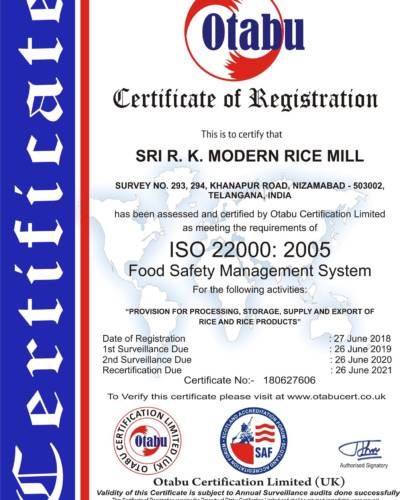 Certificate
Otabu
Certificate of Registration
This is to certify that
SRI R. K. MODERN RICE MILL
SURVEY NO. 293, 294, KHANAPUR ROAD, NIZAMABAD - 503002,
TELANGANA, INDIA
has been assessed and certified by Otabu Certification Limited
as meeting the requirements of
ISO 22000: 2005
Food Safety Management System
For the following activities:
“PROVISION FOR PROCESSING, STORAGE, SUPPLY AND EXPORT OF
RICE AND RICE PRODUCTS”
Date of Registration : 27 June 2018
1st Surveillance Due : 26 June 2019
2nd Surveillance Due : 26 June 2020
Recertification Due : 26 June 2021
Certificate No:- 180627606
To Verify this certificate please visit at www.otabucert.co.uk
OTABU CERTIFICATION LIMITED (UK)
Otabu
SAF
Authorised Signatory
Otabu Certification Limited (UK)
Validity of this Certificate is subject to Annual Surveillance audits done successfully